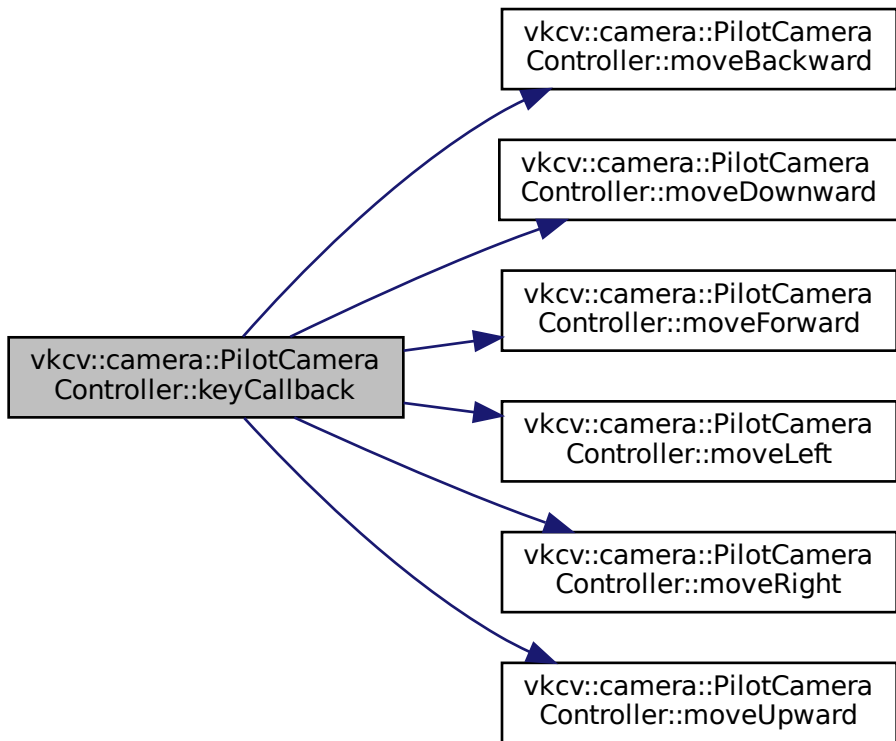 vkcv::camera::PilotCamera
Controller::moveBackward
vkcv::camera::PilotCamera
Controller::moveDownward
vkcv::camera::PilotCamera
Controller::moveForward
vkcv::camera::PilotCamera
Controller::keyCallback
vkcv::camera::PilotCamera
Controller::moveLeft
vkcv::camera::PilotCamera
Controller::moveRight
vkcv::camera::PilotCamera
Controller::moveUpward